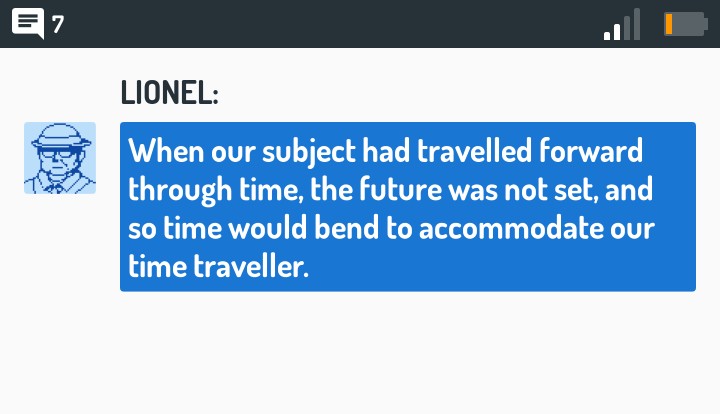 7
LIONEL:
When our subject had travelled forward
through time, the future was not set, and
so time would bend to accommodate our
time traveller.